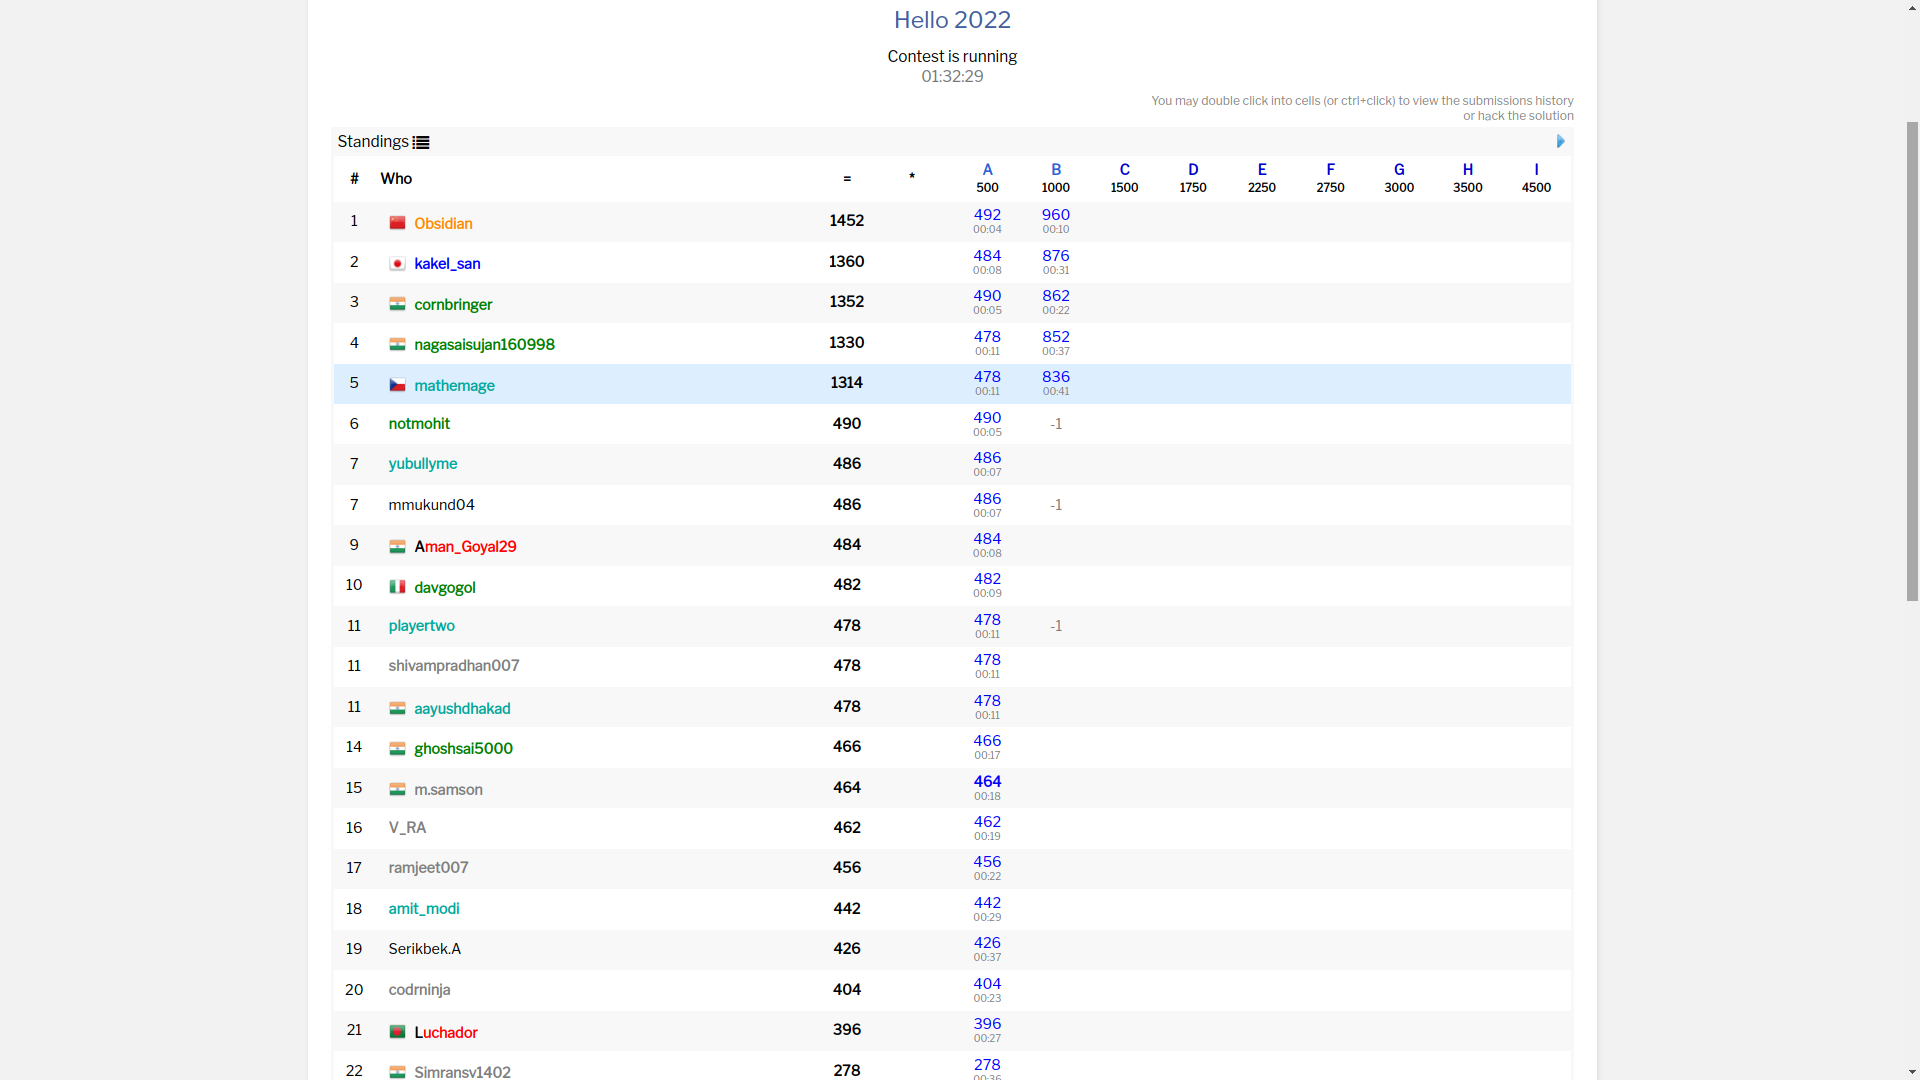 Hello 2022
Contest is running
01:32:29
You may double click into cells (or ctrl+click) to view the submissions history
or hack the solution
Standings
# Who = * A B C D E F G H I
500 1000 1500 1750 2250 2750 3000 3500 4500
1 Obsidian 1452 492 960
00:04 00:10
2 kakel_san 1360 484 876
00:08 00:31
3 cornbringer 1352 490 862
00:05 00:22
4 nagasaisujan160998 1330 478 852
00:11 00:37
5 mathemage 1314 478 836
00:11 00:41
6 notmohit 490 490 -1
00:05
7 yubullyme 486 486
00:07
7 mmukund04 486 486 -1
00:07
9 Aman_Goyal29 484 484
00:08
10 davgogol 482 482
00:09
11 playertwo 478 478 -1
00:11
11 shivampradhan007 478 478
00:11
11 aayushdhakad 478 478
00:11
14 ghoshsai5000 466 466
00:17
15 m.samson 464 464
00:18
16 V_RA 462 462
00:19
17 ramjeet007 456 456
00:22
18 amit_modi 442 442
00:29
19 Serikbek.A 426 426
00:37
20 codrninja 404 404
00:23
21 Luchador 396 396
00:27
22 Simransv1402 278 278
00:36